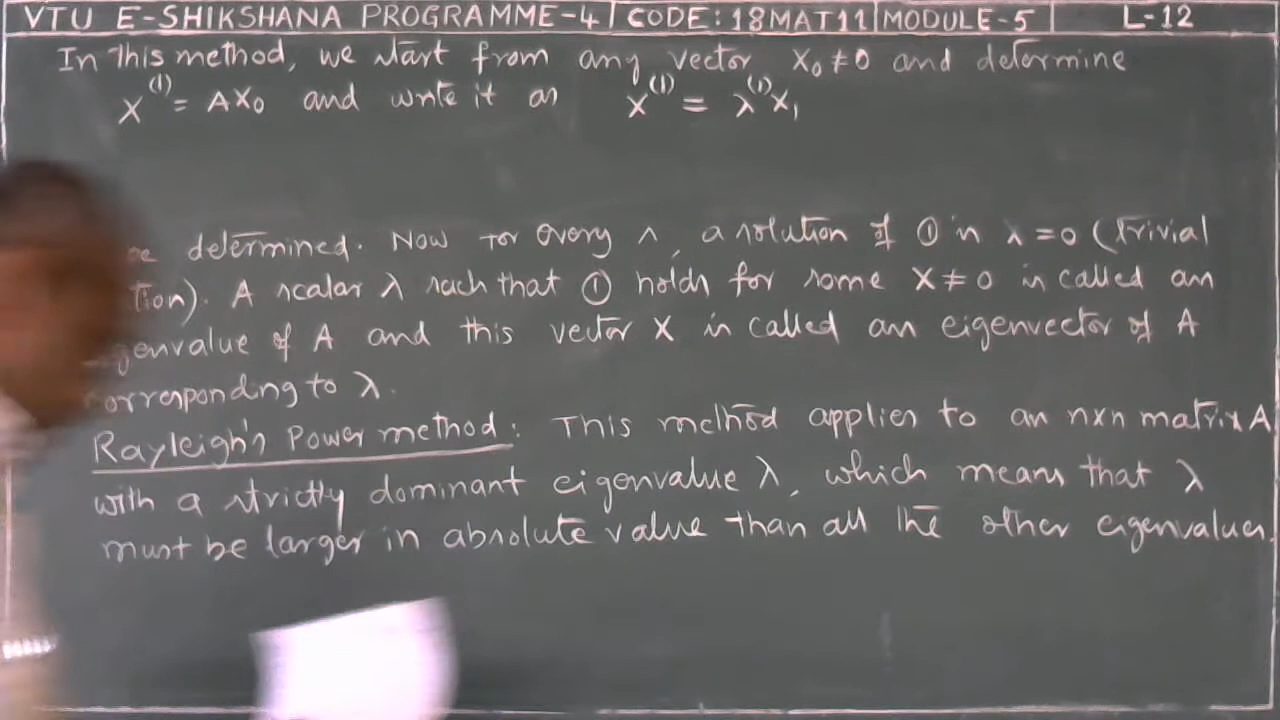 VTU E-SHIKSHANA PROGRAMME-4 | CODE: 18MAT11 | MODULE-5 | L-12
In this method, we start from any vector X₀ ≠ 0 and determine
X⁽¹⁾ = AX₀ and write it as X⁽¹⁾ = λ⁽¹⁾X₁
be determined. Now for every λ, a solution of ① is x = 0 (trivial
tion). A scalar λ such that ① holds for some X ≠ 0 is called an
genvalue of A and this vector X is called an eigenvector of A
corresponding to λ.
Rayleigh's Power method: This method applies to an n×n matrix A
with a strictly dominant eigenvalue λ, which means that λ
must be larger in absolute value than all the other eigenvalues.